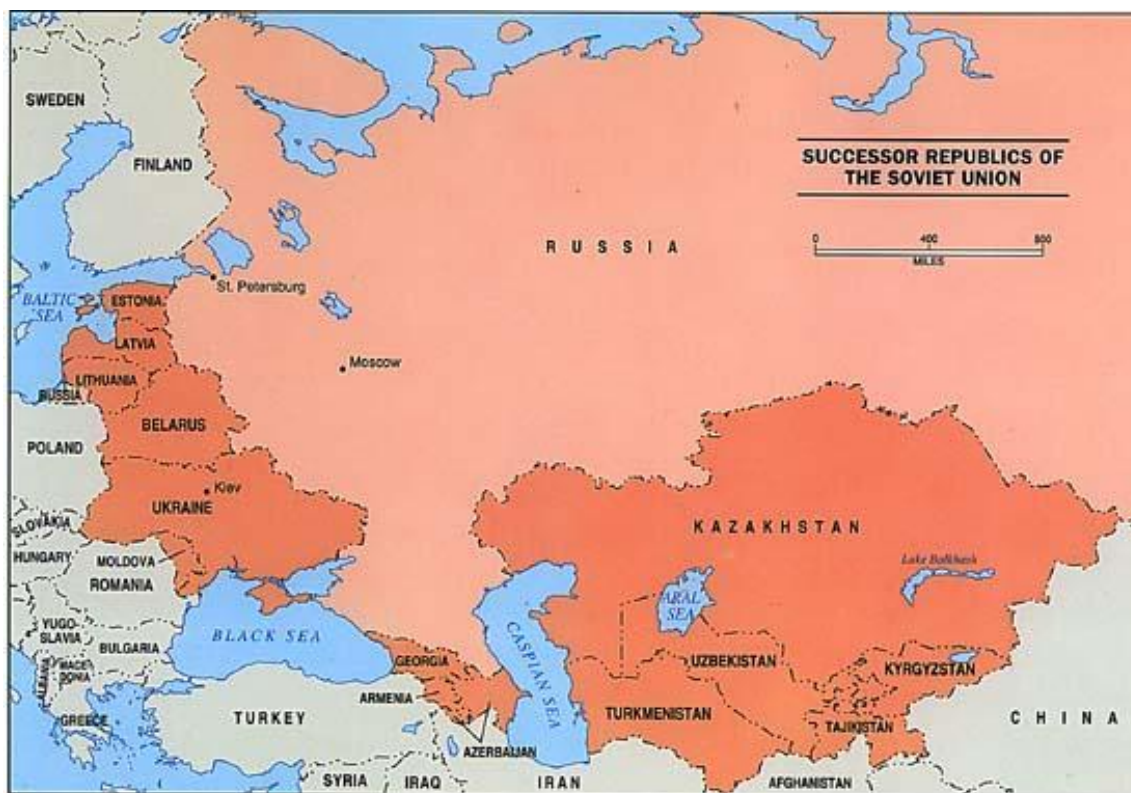 SWEDEN
FINLAND
SUCCESSOR REPUBLICS OF
THE SOVIET UNION
RUSSIA
0 400 800
MILES
St. Petersburg
BALTIC
SEA
ESTONIA
LATVIA
Moscow
LITHUANIA
RUSSIA
BELARUS
POLAND
Kiev
UKRAINE
SLOVAKIA
KAZAKHSTAN
HUNGARY
MOLDOVA
Lake Balkhash
ROMANIA
ARAL
SEA
YUGO-
SLAVIA
BLACK SEA
BULGARIA
CASPIAN SEA
GEORGIA
UZBEKISTAN
KYRGYZSTAN
ALBANIA
MACE-
DONIA
ARMENIA
GREECE
TURKEY
TURKMENISTAN
TAJIKISTAN
CHINA
AZERBAIJAN
SYRIA
IRAQ
IRAN
AFGHANISTAN